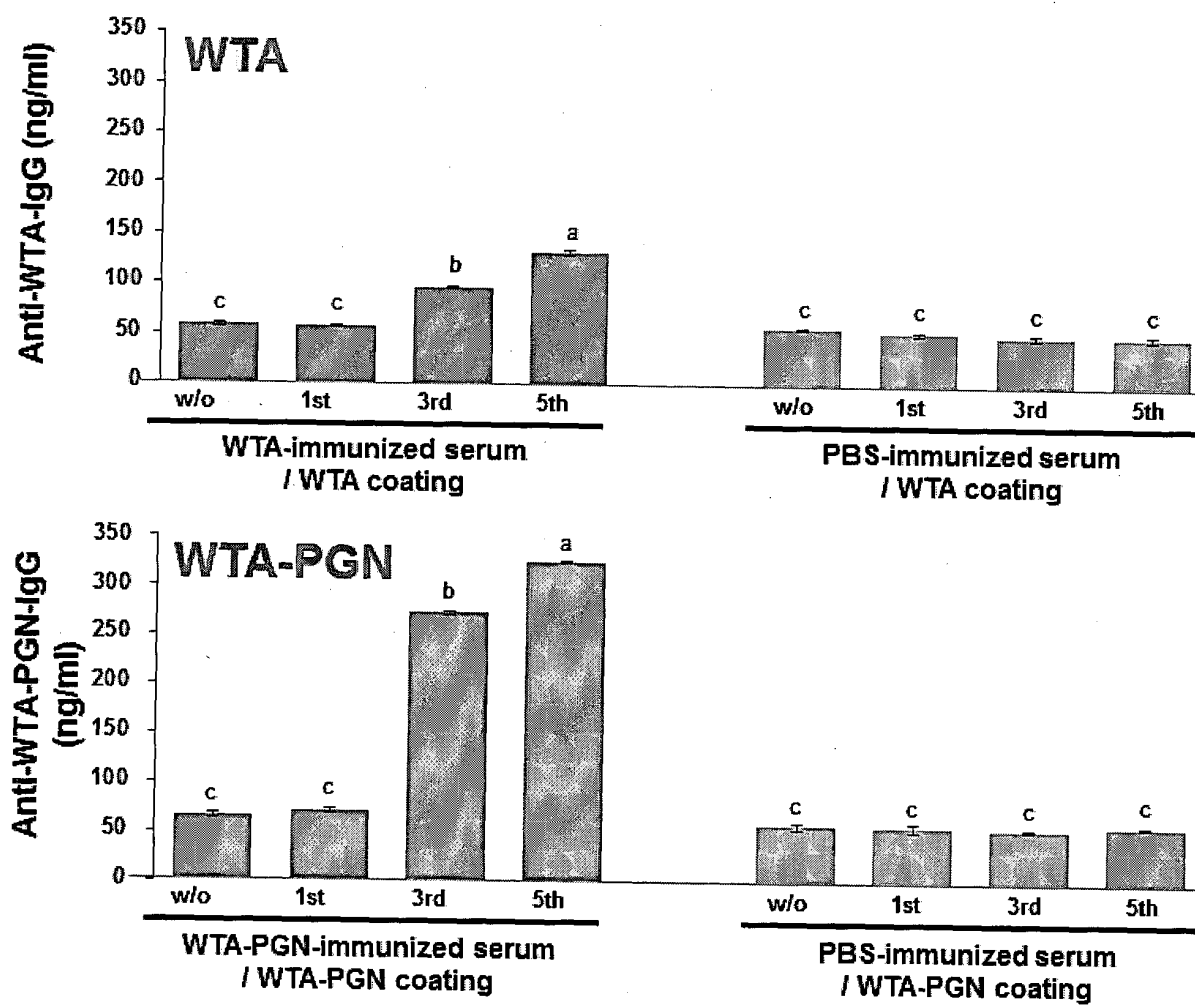 350
WTA
300
250
200
150
100
50
0
Anti-WTA-IgG (ng/ml)
c
c
b
a
c
c
c
c
w/o 1st 3rd 5th
w/o 1st 3rd 5th
WTA-immunized serum
/ WTA coating
PBS-immunized serum
/ WTA coating
350
WTA-PGN
300
250
200
150
100
50
0
Anti-WTA-PGN-IgG
(ng/ml)
c
c
b
a
c
c
c
c
w/o 1st 3rd 5th
w/o 1st 3rd 5th
WTA-PGN-immunized serum
/ WTA-PGN coating
PBS-immunized serum
/ WTA-PGN coating